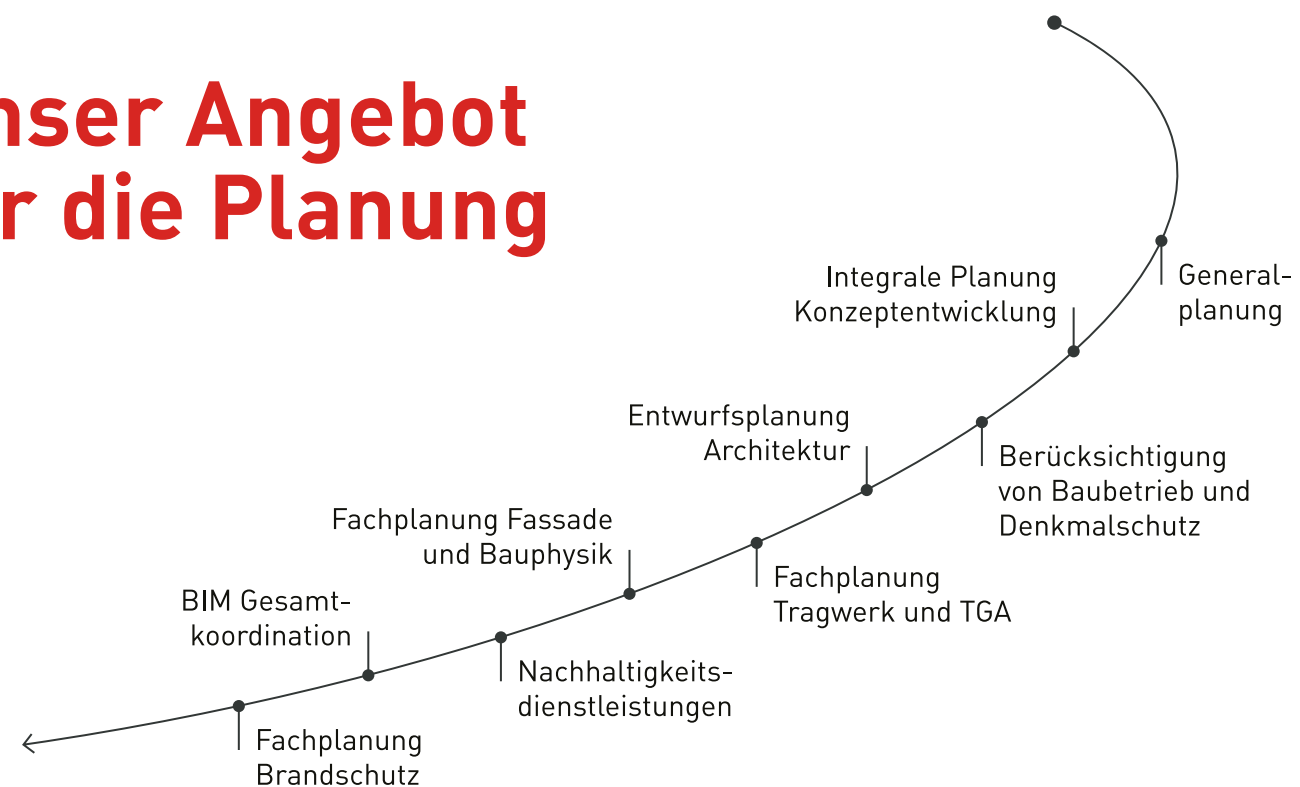 nser Angebot
r die Planung
Integrale Planung
Konzeptentwicklung
General-
planung
Entwurfsplanung
Architektur
Berücksichtigung
von Baubetrieb und
Denkmalschutz
Fachplanung Fassade
und Bauphysik
Fachplanung
Tragwerk und TGA
BIM Gesamt-
koordination
Nachhaltigkeits-
dienstleistungen
Fachplanung
Brandschutz